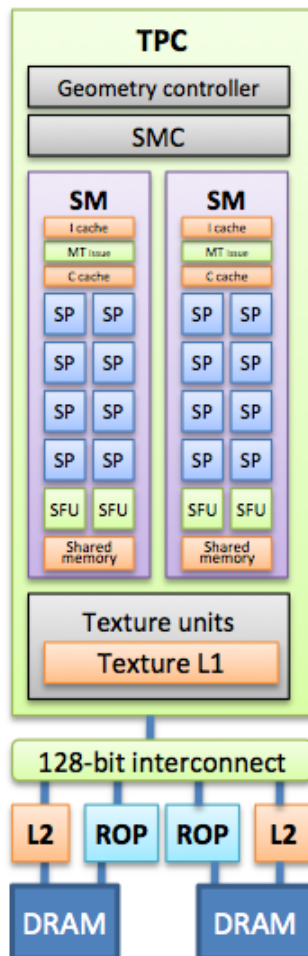 TPC
Geometry controller
SMC
SM SM
I cache I cache
MT Issue MT Issue
C cache C cache
SP SP SP SP
SP SP SP SP
SP SP SP SP
SP SP SP SP
SFU SFU SFU SFU
Shared Shared
memory memory
Texture units
Texture L1
128-bit interconnect
L2 ROP ROP L2
DRAM DRAM